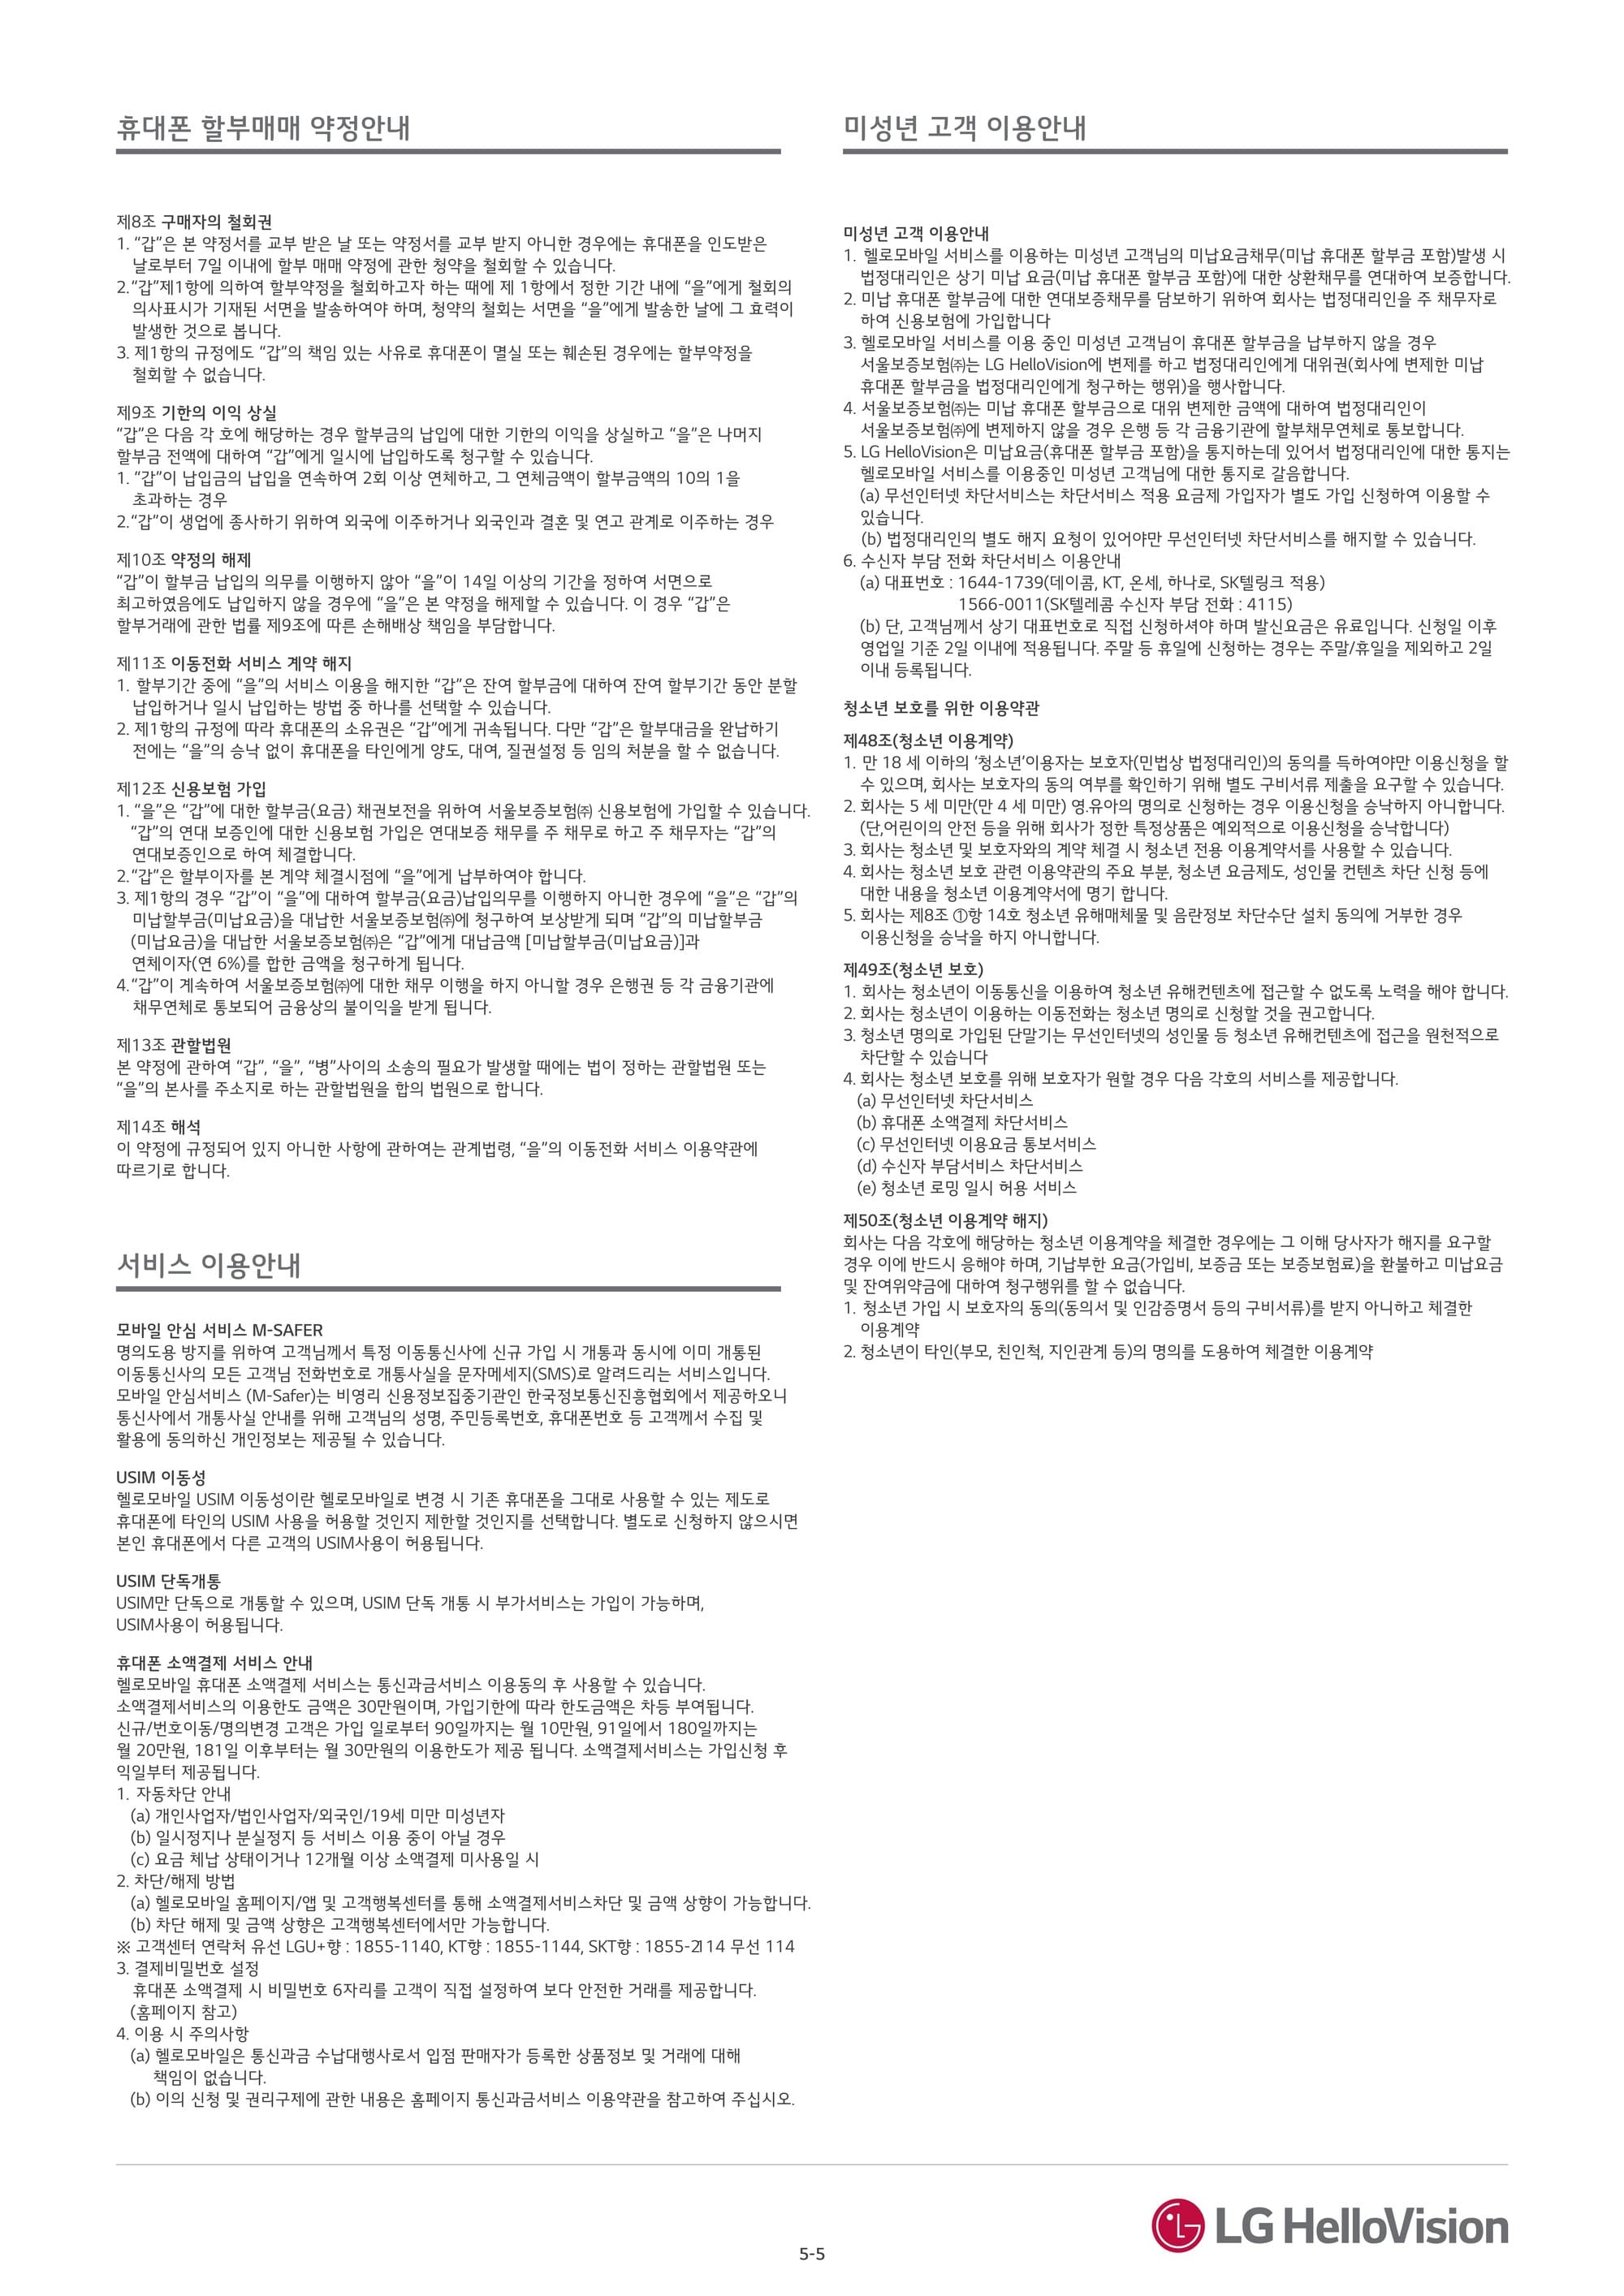 휴대폰 할부매매 약정안내
제8조 구매자의 철회권
1. “갑”은 본 약정서를 교부 받은 날 또는 약정서를 교부 받지 아니한 경우에는 휴대폰을 인도받은
날로부터 7일 이내에 할부 매매 약정에 관한 청약을 철회할 수 있습니다.
2.“갑”제1항에 의하여 할부약정을 철회하고자 하는 때에 제 1항에서 정한 기간 내에 “을”에게 철회의
의사표시가 기재된 서면을 발송하여야 하며, 청약의 철회는 서면을 “을”에게 발송한 날에 그 효력이
발생한 것으로 봅니다.
3. 제1항의 규정에도 “갑”의 책임 있는 사유로 휴대폰이 멸실 또는 훼손된 경우에는 할부약정을
철회할 수 없습니다.
제9조 기한의 이익 상실
“갑”은 다음 각 호에 해당하는 경우 할부금의 납입에 대한 기한의 이익을 상실하고 “을”은 나머지
할부금 전액에 대하여 “갑”에게 일시에 납입하도록 청구할 수 있습니다.
1. “갑”이 납입금의 납입을 연속하여 2회 이상 연체하고, 그 연체금액이 할부금액의 10의 1을
초과하는 경우
2.“갑”이 생업에 종사하기 위하여 외국에 이주하거나 외국인과 결혼 및 연고 관계로 이주하는 경우
제10조 약정의 해제
“갑”이 할부금 납입의 의무를 이행하지 않아 “을”이 14일 이상의 기간을 정하여 서면으로
최고하였음에도 납입하지 않을 경우에 “을”은 본 약정을 해제할 수 있습니다. 이 경우 “갑”은
할부거래에 관한 법률 제9조에 따른 손해배상 책임을 부담합니다.
제11조 이동전화 서비스 계약 해지
1. 할부기간 중에 “을”의 서비스 이용을 해지한 “갑”은 잔여 할부금에 대하여 잔여 할부기간 동안 분할
납입하거나 일시 납입하는 방법 중 하나를 선택할 수 있습니다.
2. 제1항의 규정에 따라 휴대폰의 소유권은 “갑”에게 귀속됩니다. 다만 “갑”은 할부대금을 완납하기
전에는 “을”의 승낙 없이 휴대폰을 타인에게 양도, 대여, 질권설정 등 임의 처분을 할 수 없습니다.
제12조 신용보험 가입
1. “을”은 “갑”에 대한 할부금(요금) 채권보전을 위하여 서울보증보험㈜ 신용보험에 가입할 수 있습니다.
“갑”의 연대 보증인에 대한 신용보험 가입은 연대보증 채무를 주 채무로 하고 주 채무자는 “갑”의
연대보증인으로 하여 체결합니다.
2.“갑”은 할부이자를 본 계약 체결시점에 “을”에게 납부하여야 합니다.
3. 제1항의 경우 “갑”이 “을”에 대하여 할부금(요금)납입의무를 이행하지 아니한 경우에 “을”은 “갑”의
미납할부금(미납요금)을 대납한 서울보증보험㈜에 청구하여 보상받게 되며 “갑”의 미납할부금
(미납요금)을 대납한 서울보증보험㈜은 “갑”에게 대납금액 [미납할부금(미납요금)]과
연체이자(연 6%)를 합한 금액을 청구하게 됩니다.
4.“갑”이 계속하여 서울보증보험㈜에 대한 채무 이행을 하지 아니할 경우 은행권 등 각 금융기관에
채무연체로 통보되어 금융상의 불이익을 받게 됩니다.
제13조 관할법원
본 약정에 관하여 “갑”, “을”, “병”사이의 소송의 필요가 발생할 때에는 법이 정하는 관할법원 또는
“을”의 본사를 주소지로 하는 관할법원을 합의 법원으로 합니다.
제14조 해석
이 약정에 규정되어 있지 아니한 사항에 관하여는 관계법령, “을”의 이동전화 서비스 이용약관에
따르기로 합니다.
서비스 이용안내
모바일 안심 서비스 M-SAFER
명의도용 방지를 위하여 고객님께서 특정 이동통신사에 신규 가입 시 개통과 동시에 이미 개통된
이동통신사의 모든 고객님 전화번호로 개통사실을 문자메세지(SMS)로 알려드리는 서비스입니다.
모바일 안심서비스 (M-Safer)는 비영리 신용정보집중기관인 한국정보통신진흥협회에서 제공하오니
통신사에서 개통사실 안내를 위해 고객님의 성명, 주민등록번호, 휴대폰번호 등 고객께서 수집 및
활용에 동의하신 개인정보는 제공될 수 있습니다.
USIM 이동성
헬로모바일 USIM 이동성이란 헬로모바일로 변경 시 기존 휴대폰을 그대로 사용할 수 있는 제도로
휴대폰에 타인의 USIM 사용을 허용할 것인지 제한할 것인지를 선택합니다. 별도로 신청하지 않으시면
본인 휴대폰에서 다른 고객의 USIM사용이 허용됩니다.
USIM 단독개통
USIM만 단독으로 개통할 수 있으며, USIM 단독 개통 시 부가서비스는 가입이 가능하며,
USIM사용이 허용됩니다.
휴대폰 소액결제 서비스 안내
헬로모바일 휴대폰 소액결제 서비스는 통신과금서비스 이용동의 후 사용할 수 있습니다.
소액결제서비스의 이용한도 금액은 30만원이며, 가입기한에 따라 한도금액은 차등 부여됩니다.
신규/번호이동/명의변경 고객은 가입 일로부터 90일까지는 월 10만원, 91일에서 180일까지는
월 20만원, 181일 이후부터는 월 30만원의 이용한도가 제공 됩니다. 소액결제서비스는 가입신청 후
익일부터 제공됩니다.
1. 자동차단 안내
(a) 개인사업자/법인사업자/외국인/19세 미만 미성년자
(b) 일시정지나 분실정지 등 서비스 이용 중이 아닐 경우
(c) 요금 체납 상태이거나 12개월 이상 소액결제 미사용일 시
2. 차단/해제 방법
(a) 헬로모바일 홈페이지/앱 및 고객행복센터를 통해 소액결제서비스차단 및 금액 상향이 가능합니다.
(b) 차단 해제 및 금액 상향은 고객행복센터에서만 가능합니다.
※ 고객센터 연락처 유선 LGU+향 : 1855-1140, KT향 : 1855-1144, SKT향 : 1855-2114 무선 114
3. 결제비밀번호 설정
휴대폰 소액결제 시 비밀번호 6자리를 고객이 직접 설정하여 보다 안전한 거래를 제공합니다.
(홈페이지 참고)
4. 이용 시 주의사항
(a) 헬로모바일은 통신과금 수납대행사로서 입점 판매자가 등록한 상품정보 및 거래에 대해
책임이 없습니다.
(b) 이의 신청 및 권리구제에 관한 내용은 홈페이지 통신과금서비스 이용약관을 참고하여 주십시오.
미성년 고객 이용안내
미성년 고객 이용안내
1. 헬로모바일 서비스를 이용하는 미성년 고객님의 미납요금채무(미납 휴대폰 할부금 포함)발생 시
법정대리인은 상기 미납 요금(미납 휴대폰 할부금 포함)에 대한 상환채무를 연대하여 보증합니다.
2. 미납 휴대폰 할부금에 대한 연대보증채무를 담보하기 위하여 회사는 법정대리인을 주 채무자로
하여 신용보험에 가입합니다
3. 헬로모바일 서비스를 이용 중인 미성년 고객님이 휴대폰 할부금을 납부하지 않을 경우
서울보증보험㈜는 LG HelloVision에 변제를 하고 법정대리인에게 대위권(회사에 변제한 미납
휴대폰 할부금을 법정대리인에게 청구하는 행위)을 행사합니다.
4. 서울보증보험㈜는 미납 휴대폰 할부금으로 대위 변제한 금액에 대하여 법정대리인이
서울보증보험㈜에 변제하지 않을 경우 은행 등 각 금융기관에 할부채무연체로 통보합니다.
5. LG HelloVision은 미납요금(휴대폰 할부금 포함)을 통지하는데 있어서 법정대리인에 대한 통지는
헬로모바일 서비스를 이용중인 미성년 고객님에 대한 통지로 갈음합니다.
(a) 무선인터넷 차단서비스는 차단서비스 적용 요금제 가입자가 별도 가입 신청하여 이용할 수
있습니다.
(b) 법정대리인의 별도 해지 요청이 있어야만 무선인터넷 차단서비스를 해지할 수 있습니다.
6. 수신자 부담 전화 차단서비스 이용안내
(a) 대표번호 : 1644-1739(데이콤, KT, 온세, 하나로, SK텔링크 적용)
1566-0011(SK텔레콤 수신자 부담 전화 : 4115)
(b) 단, 고객님께서 상기 대표번호로 직접 신청하셔야 하며 발신요금은 유료입니다. 신청일 이후
영업일 기준 2일 이내에 적용됩니다. 주말 등 휴일에 신청하는 경우는 주말/휴일을 제외하고 2일
이내 등록됩니다.
청소년 보호를 위한 이용약관
제48조(청소년 이용계약)
1. 만 18 세 이하의 ‘청소년’이용자는 보호자(민법상 법정대리인)의 동의를 득하여야만 이용신청을 할
수 있으며, 회사는 보호자의 동의 여부를 확인하기 위해 별도 구비서류 제출을 요구할 수 있습니다.
2. 회사는 5 세 미만(만 4 세 미만) 영.유아의 명의로 신청하는 경우 이용신청을 승낙하지 아니합니다.
(단,어린이의 안전 등을 위해 회사가 정한 특정상품은 예외적으로 이용신청을 승낙합니다)
3. 회사는 청소년 및 보호자와의 계약 체결 시 청소년 전용 이용계약서를 사용할 수 있습니다.
4. 회사는 청소년 보호 관련 이용약관의 주요 부분, 청소년 요금제도, 성인물 컨텐츠 차단 신청 등에
대한 내용을 청소년 이용계약서에 명기 합니다.
5. 회사는 제8조 ①항 14호 청소년 유해매체물 및 음란정보 차단수단 설치 동의에 거부한 경우
이용신청을 승낙을 하지 아니합니다.
제49조(청소년 보호)
1. 회사는 청소년이 이동통신을 이용하여 청소년 유해컨텐츠에 접근할 수 없도록 노력을 해야 합니다.
2. 회사는 청소년이 이용하는 이동전화는 청소년 명의로 신청할 것을 권고합니다.
3. 청소년 명의로 가입된 단말기는 무선인터넷의 성인물 등 청소년 유해컨텐츠에 접근을 원천적으로
차단할 수 있습니다
4. 회사는 청소년 보호를 위해 보호자가 원할 경우 다음 각호의 서비스를 제공합니다.
(a) 무선인터넷 차단서비스
(b) 휴대폰 소액결제 차단서비스
(c) 무선인터넷 이용요금 통보서비스
(d) 수신자 부담서비스 차단서비스
(e) 청소년 로밍 일시 허용 서비스
제50조(청소년 이용계약 해지)
회사는 다음 각호에 해당하는 청소년 이용계약을 체결한 경우에는 그 이해 당사자가 해지를 요구할
경우 이에 반드시 응해야 하며, 기납부한 요금(가입비, 보증금 또는 보증보험료)을 환불하고 미납요금
및 잔여위약금에 대하여 청구행위를 할 수 없습니다.
1. 청소년 가입 시 보호자의 동의(동의서 및 인감증명서 등의 구비서류)를 받지 아니하고 체결한
이용계약
2. 청소년이 타인(부모, 친인척, 지인관계 등)의 명의를 도용하여 체결한 이용계약
LG HelloVision
5-5